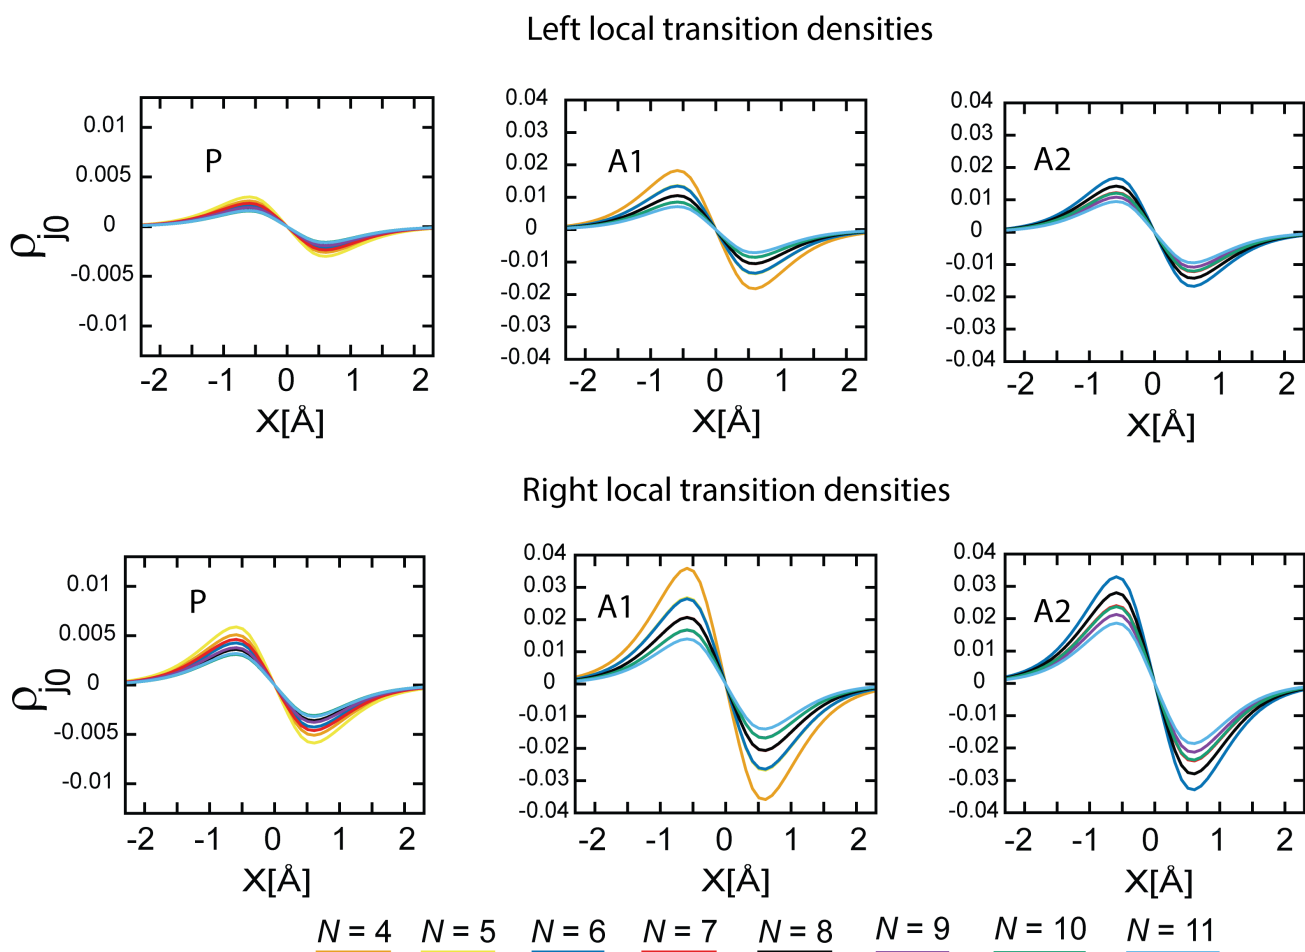 Left local transition densities
0.01
0.005
0
-0.005
-0.01
ρj0
P
-2 -1 0 1 2
X[Å]
0.04
0.03
0.02
0.01
0
-0.01
-0.02
-0.03
-0.04
A1
-2 -1 0 1 2
X[Å]
0.04
0.03
0.02
0.01
0
-0.01
-0.02
-0.03
-0.04
A2
-2 -1 0 1 2
X[Å]
Right local transition densities
0.01
0.005
0
-0.005
-0.01
ρj0
P
-2 -1 0 1 2
X[Å]
0.04
0.03
0.02
0.01
0
-0.01
-0.02
-0.03
-0.04
A1
-2 -1 0 1 2
X[Å]
0.04
0.03
0.02
0.01
0
-0.01
-0.02
-0.03
-0.04
A2
-2 -1 0 1 2
X[Å]
N = 4 N = 5 N = 6 N = 7 N = 8 N = 9 N = 10 N = 11